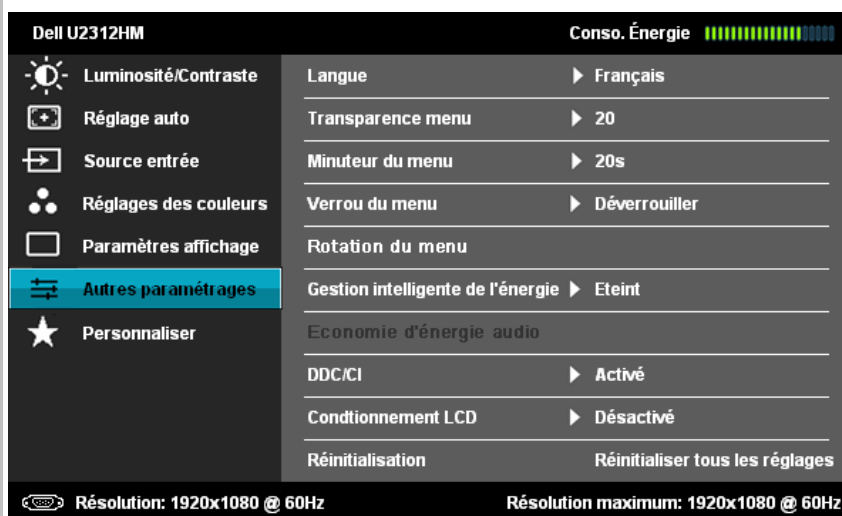 Dell U2312HM Conso. Énergie
Luminosité/Contraste Langue Français
Réglage auto Transparence menu 20
Source entrée Minuteur du menu 20s
Réglages des couleurs Verrou du menu Déverrouiller
Paramètres affichage Rotation du menu
Autres paramétrages Gestion intelligente de l'énergie Eteint
Personnaliser Economie d'énergie audio
DDC/CI Activé
Condtionnement LCD Désactivé
Réinitialisation Réinitialiser tous les réglages
Résolution: 1920x1080 @ 60Hz Résolution maximum: 1920x1080 @ 60Hz